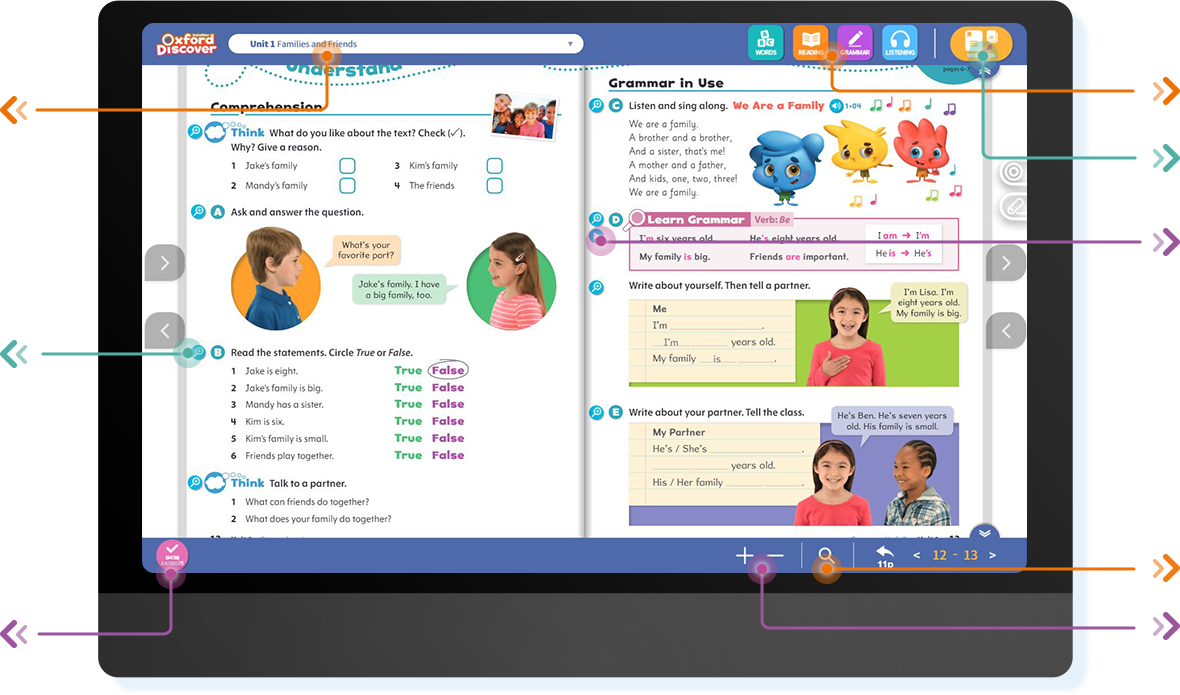 Oxford
Discover
Unit 1 Families and Friends
WORDS
READING
GRAMMAR
LISTENING
understand
Comprehension
Think What do you like about the text? Check (✓).
Why? Give a reason.
1 Jake's family
3 Kim's family
2 Mandy's family
4 The friends
A Ask and answer the question.
What's your
favorite part?
Jake's family. I have
a big family, too.
B Read the statements. Circle True or False.
1 Jake is eight. True False
2 Jake's family is big. True False
3 Mandy has a sister. True False
4 Kim is six. True False
5 Kim's family is small. True False
6 Friends play together. True False
Think Talk to a partner.
1 What can friends do together?
2 What does your family do together?
pages 6–7
Grammar in Use
C Listen and sing along. We Are a Family 1·04
We are a family.
A brother and a brother,
And a sister, that's me!
A mother and a father,
And kids, one, two, three!
We are a family.
D Learn Grammar Verb: Be
I'm six years old. He's eight years old.
My family is big. Friends are important.
I am → I'm
He is → He's
Write about yourself. Then tell a partner.
Me
I'm ____________.
I'm ____________ years old.
My family is ____________.
I'm Lisa. I'm
eight years old.
My family is big.
E Write about your partner. Tell the class.
My Partner
He's / She's ____________.
____________ years old.
His / Her family ____________.
He's Ben. He's seven years
old. His family is small.
SHOW
11p
< 12 - 13 >